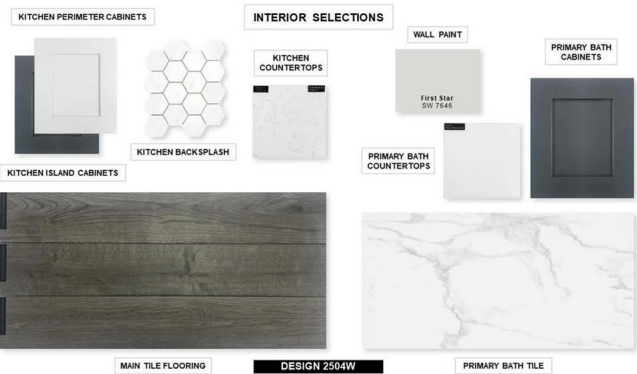 INTERIOR SELECTIONS
KITCHEN PERIMETER CABINETS
KITCHEN
COUNTERTOPS
WALL PAINT
PRIMARY BATH
CABINETS
First Star
SW 7646
KITCHEN BACKSPLASH
PRIMARY BATH
COUNTERTOPS
KITCHEN ISLAND CABINETS
MAIN TILE FLOORING
DESIGN 2504W
PRIMARY BATH TILE